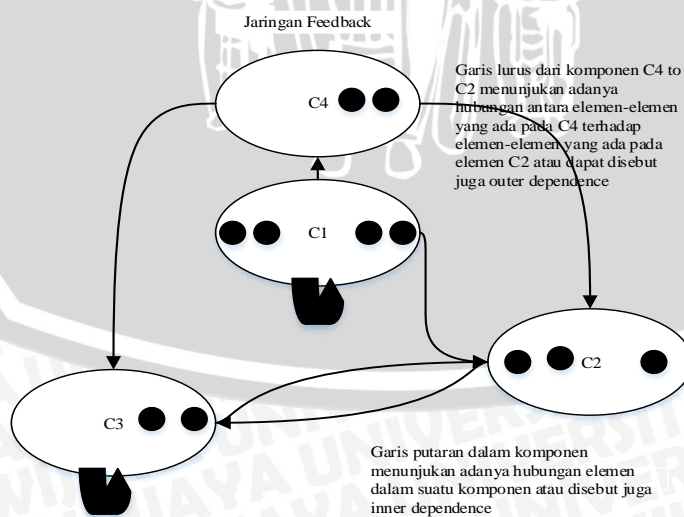 Jaringan Feedback
C4
Garis lurus dari komponen C4 to
C2 menunjukan adanya
hubungan antara elemen-elemen
yang ada pada C4 terhadap
elemen-elemen yang ada pada
elemen C2 atau dapat disebut
juga outer dependence
C1
C2
C3
Garis putaran dalam komponen
menunjukan adanya hubungan elemen
dalam suatu komponen atau disebut juga
inner dependence